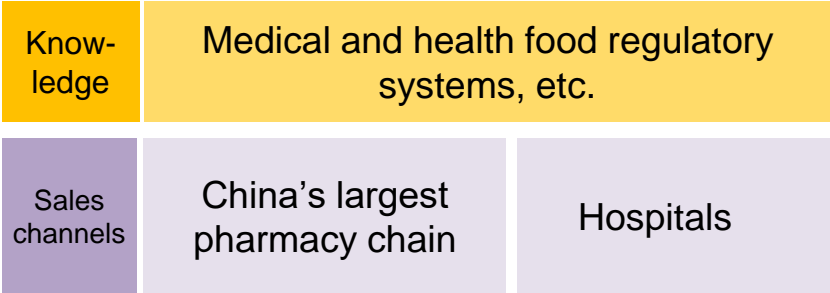 Know-
ledge
Medical and health food regulatory
systems, etc.
Sales
channels
China’s largest
pharmacy chain
Hospitals